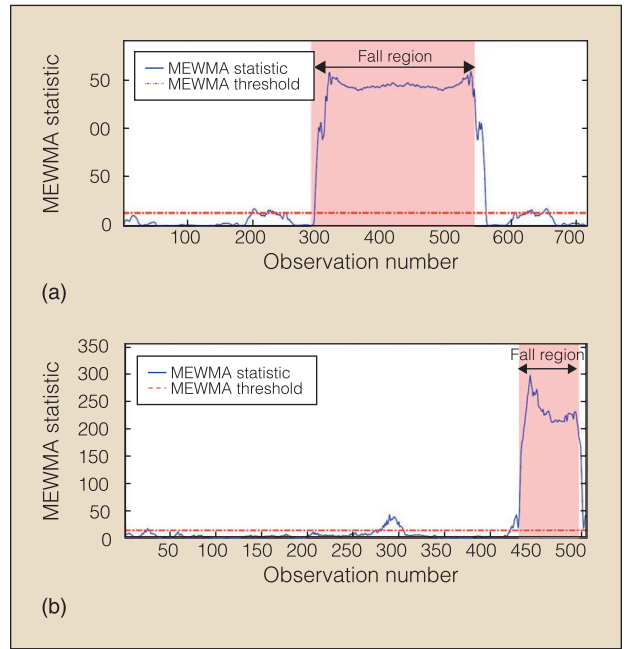 Fall region
MEWMA statistic
MEWMA threshold
MEWMA statistic
50
00
50
0
100 200 300 400 500 600 700
Observation number
(a)
Fall region
MEWMA statistic
MEWMA threshold
MEWMA statistic
350
300
250
200
150
100
50
0
50 100 150 200 250 300 350 400 450 500
Observation number
(b)